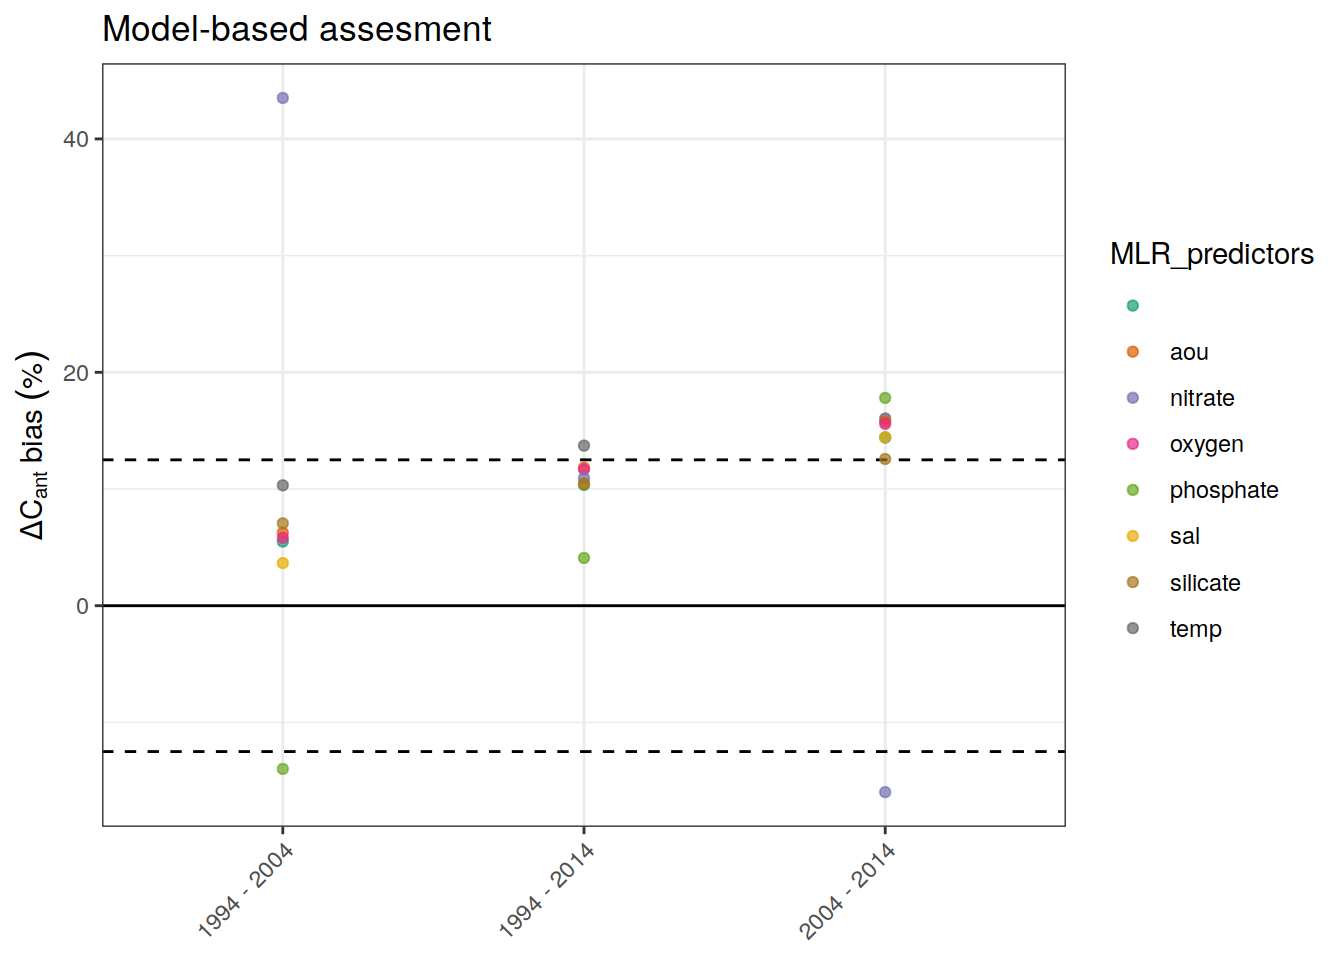 Model-based assesment
ΔCant bias (%)
40
20
0
1994 - 2004
1994 - 2014
2004 - 2014
MLR_predictors
aou
nitrate
oxygen
phosphate
sal
silicate
temp